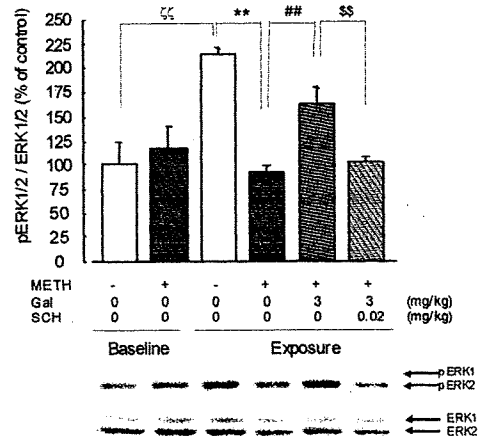 ζζ ** ## $$
pERK1/2 / ERK1/2 (% of control)
250
225
200
175
150
125
100
75
50
25
0
METH - + - + + +
Gal 0 0 0 0 3 3 (mg/kg)
SCH 0 0 0 0 0 0.02 (mg/kg)
Baseline Exposure
pERK1
pERK2
ERK1
ERK2